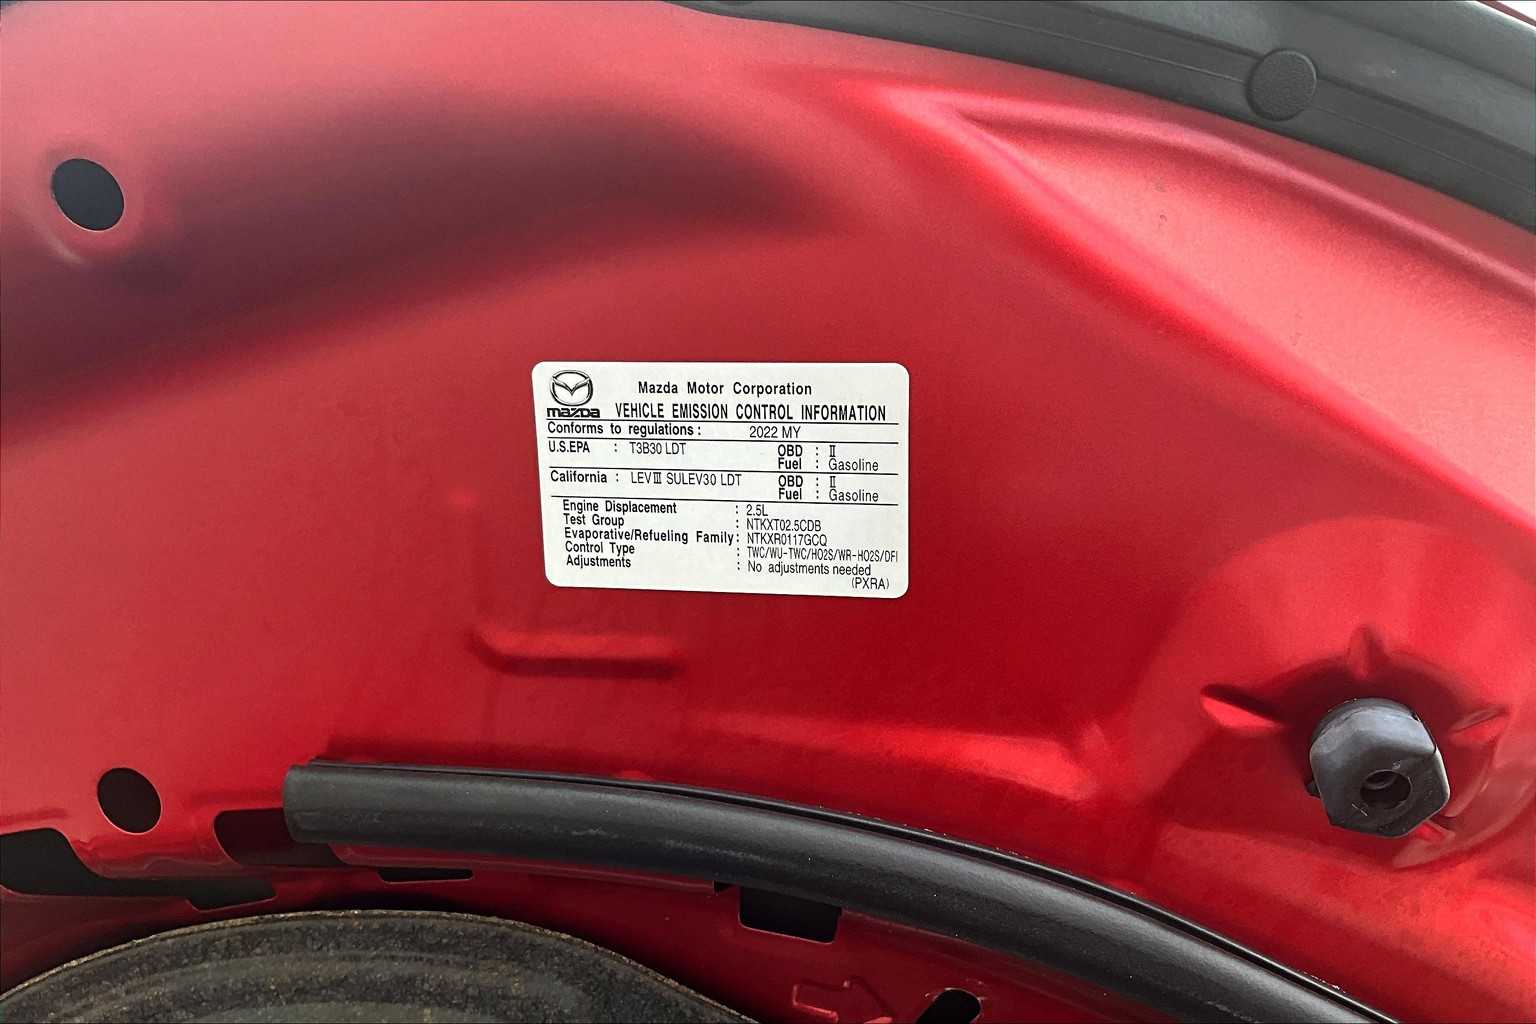 Mazda Motor Corporation
mazda VEHICLE EMISSION CONTROL INFORMATION
Conforms to regulations : 2022 MY
U.S.EPA : T3B30 LDT OBD : Ⅱ
Fuel : Gasoline
California : LEVⅢ SULEV30 LDT OBD : Ⅱ
Fuel : Gasoline
Engine Displacement : 2.5L
Test Group : NTKXT02.5CDB
Evaporative/Refueling Family : NTKXR0117GCQ
Control Type : TWC/WU-TWC/HO2S/WR-HO2S/DFI
Adjustments : No adjustments needed
(PXRA)